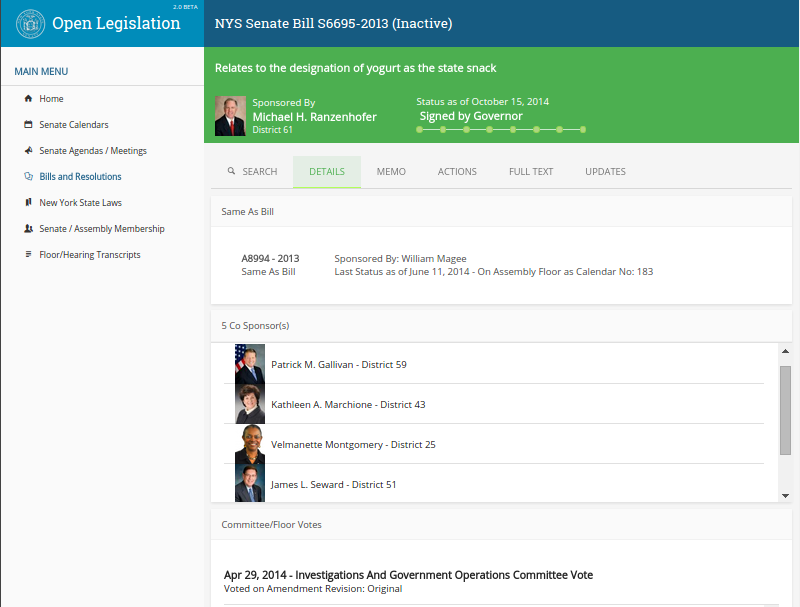 2.0 BETA
Open Legislation
NYS Senate Bill S6695-2013 (Inactive)
MAIN MENU
Home
Senate Calendars
Senate Agendas / Meetings
Bills and Resolutions
New York State Laws
Senate / Assembly Membership
Floor/Hearing Transcripts
Relates to the designation of yogurt as the state snack
Sponsored By
Michael H. Ranzenhofer
District 61
Status as of October 15, 2014
Signed by Governor
SEARCH DETAILS MEMO ACTIONS FULL TEXT UPDATES
Same As Bill
A8994 - 2013 Sponsored By: William Magee
Same As Bill Last Status as of June 11, 2014 - On Assembly Floor as Calendar No: 183
5 Co Sponsor(s)
Patrick M. Gallivan - District 59
Kathleen A. Marchione - District 43
Velmanette Montgomery - District 25
James L. Seward - District 51
Committee/Floor Votes
Apr 29, 2014 - Investigations And Government Operations Committee Vote
Voted on Amendment Revision: Original